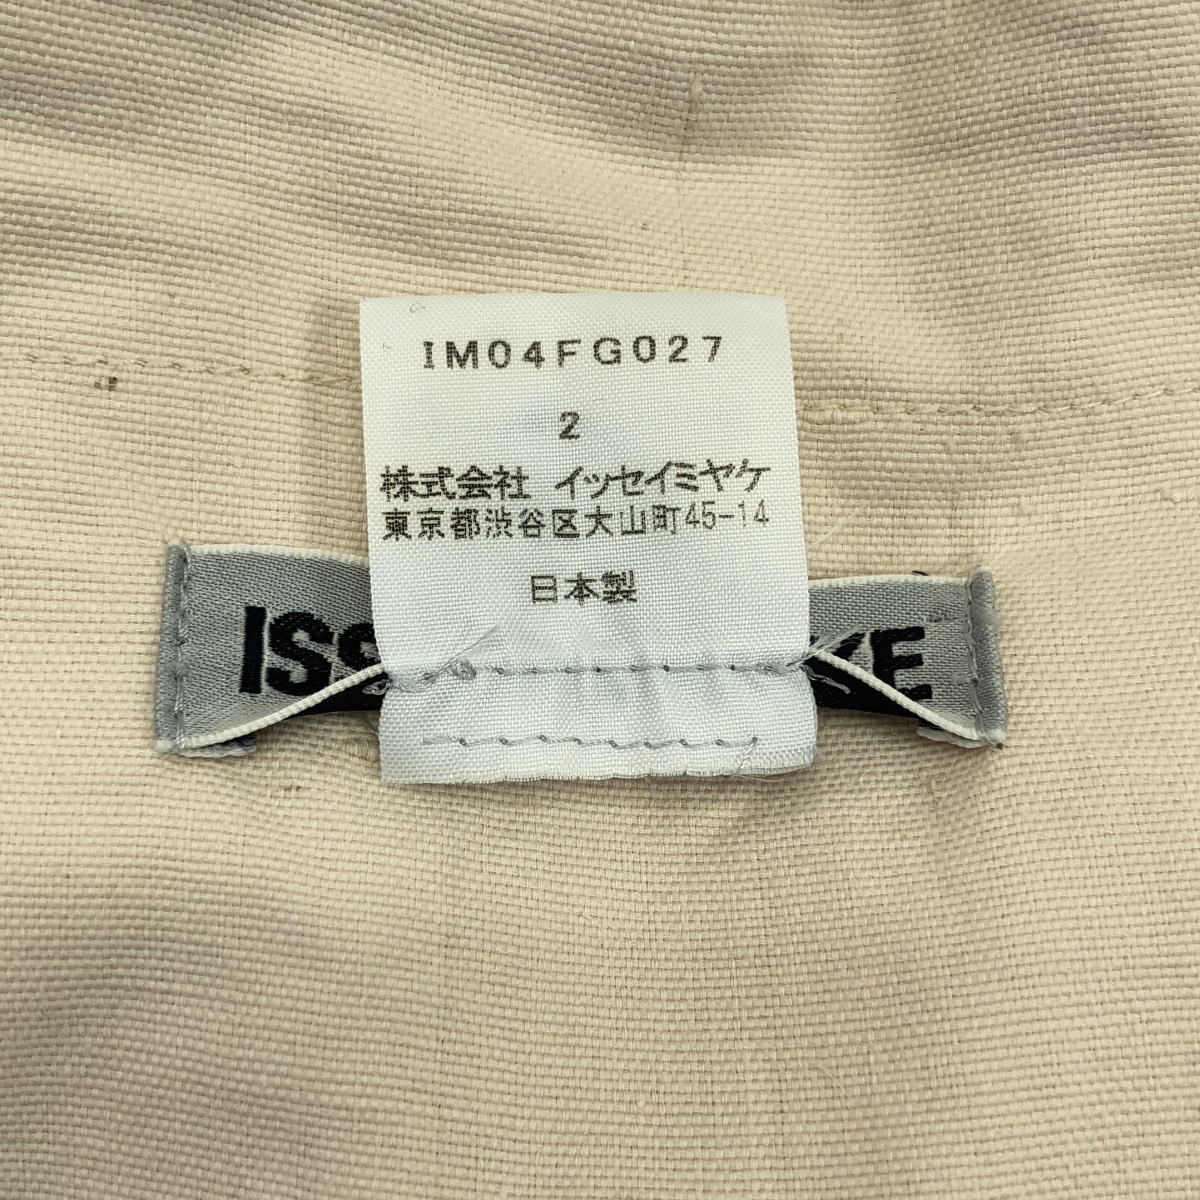 IM04FG027
2
株式会社 イッセイミヤケ
東京都渋谷区大山町45-14
日本製
ISS KE